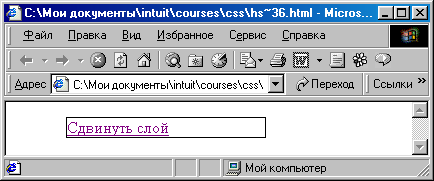 C:\Мои документы\intuit\courses\css\hs~36.html - Micros...
Файл Правка Вид Избранное Сервис Справка
Адрес C:\Мои документы\intuit\courses\css\ Переход Ссылки »
Сдвинуть слой
Мой компьютер